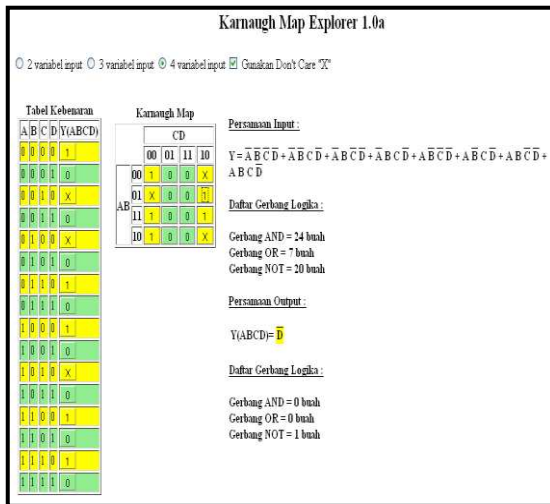 Karnaugh Map Explorer 1.0a
2 variabel input 3 variabel input 4 variabel input Gunakan Don't Care "X"
Tabel Kebenaran
A B C D Y(ABCD)
0 0 0 0 1
0 0 0 1 0
0 0 1 0 X
0 0 1 1 0
0 1 0 0 X
0 1 0 1 0
0 1 1 0 1
0 1 1 1 0
1 0 0 0 1
1 0 0 1 0
1 0 1 0 X
1 0 1 1 0
1 1 0 0 1
1 1 0 1 0
1 1 1 0 1
1 1 1 1 0
Karnaugh Map
CD
00 01 11 10
AB
00 1 0 0 X
01 X 0 0 1
11 1 0 0 1
10 1 0 0 X
Persamaan Input :
Y = A̅ B̅ C̅ D̅ + A̅ B̅ C D̅ + A̅ B C̅ D̅ + A̅ B C D̅ + A B̅ C̅ D̅ + A B̅ C D̅ + A B C̅ D̅ +
A B C D̅
Daftar Gerbang Logika :
Gerbang AND = 24 buah
Gerbang OR = 7 buah
Gerbang NOT = 20 buah
Persamaan Output :
Y(ABCD)= D̅
Daftar Gerbang Logika :
Gerbang AND = 0 buah
Gerbang OR = 0 buah
Gerbang NOT = 1 buah